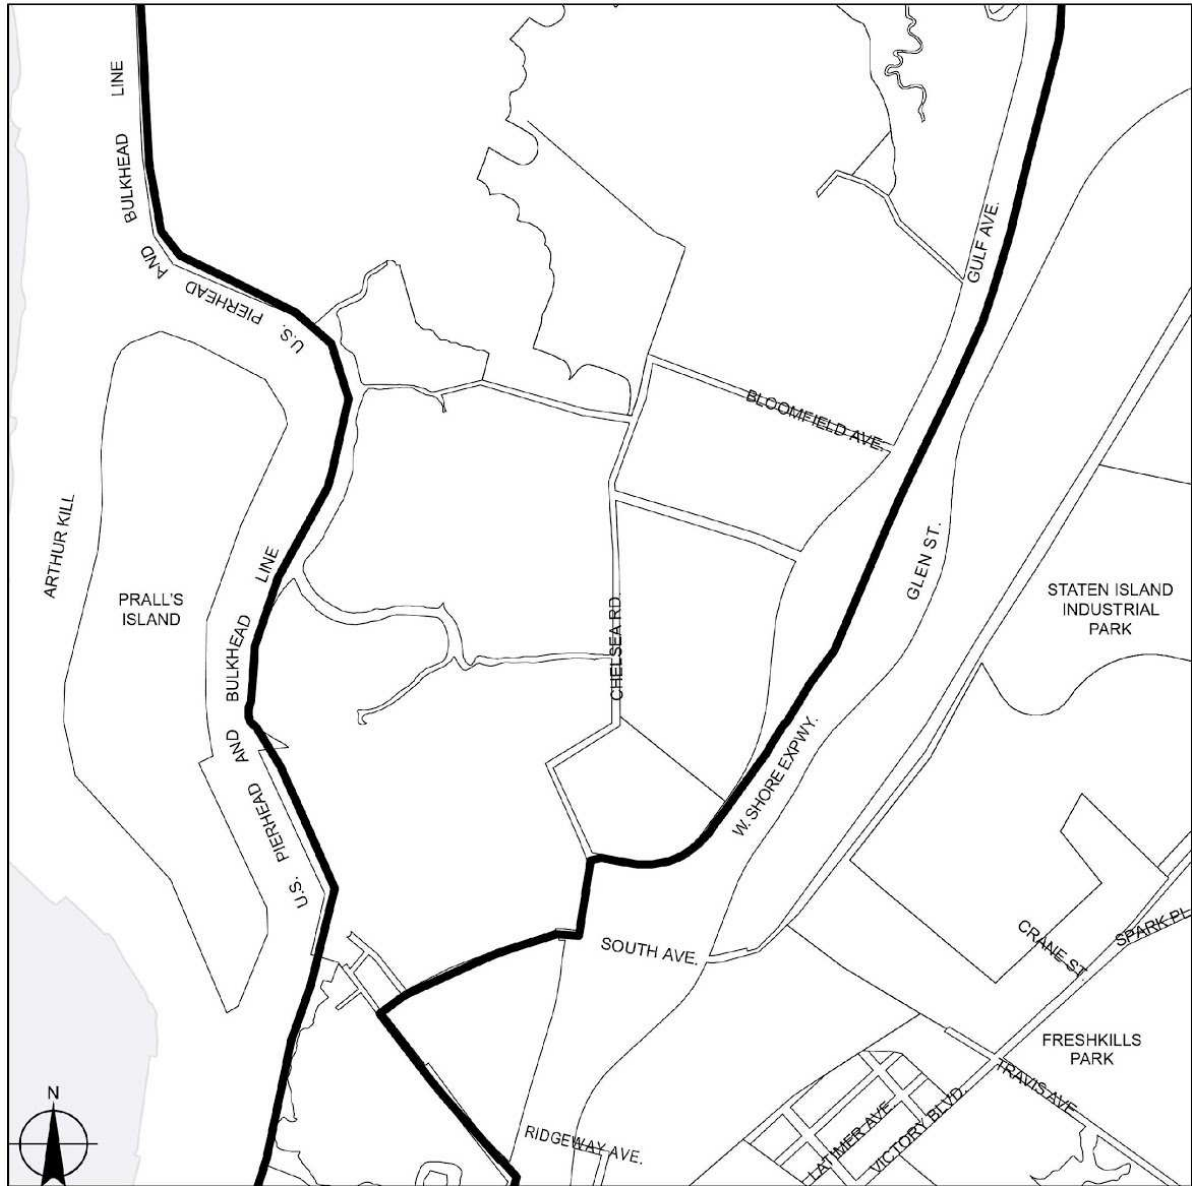 LINE
BULKHEAD
AND
PIERHEAD
U.S.
GULF AVE.
BLOOMFIELD AVE.
ARTHUR KILL
PRALL'S
ISLAND
LINE
BULKHEAD
AND
PIERHEAD
U.S.
CHELSEA RD.
GLEN ST.
STATEN ISLAND
INDUSTRIAL
PARK
W. SHORE EXPWY.
SOUTH AVE.
CRANE ST.
SPARK PL.
FRESHKILLS
PARK
TRAVIS AVE.
VICTORY BLVD.
LATIMER AVE.
RIDGEWAY AVE.
N